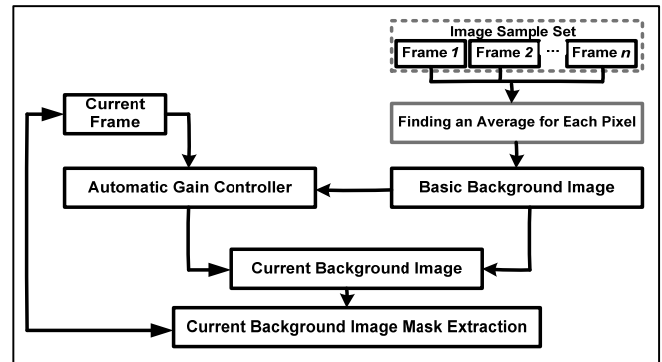 Image Sample Set
Frame 1 Frame 2 ... Frame n
Current
Frame
Finding an Average for Each Pixel
Automatic Gain Controller
Basic Background Image
Current Background Image
Current Background Image Mask Extraction